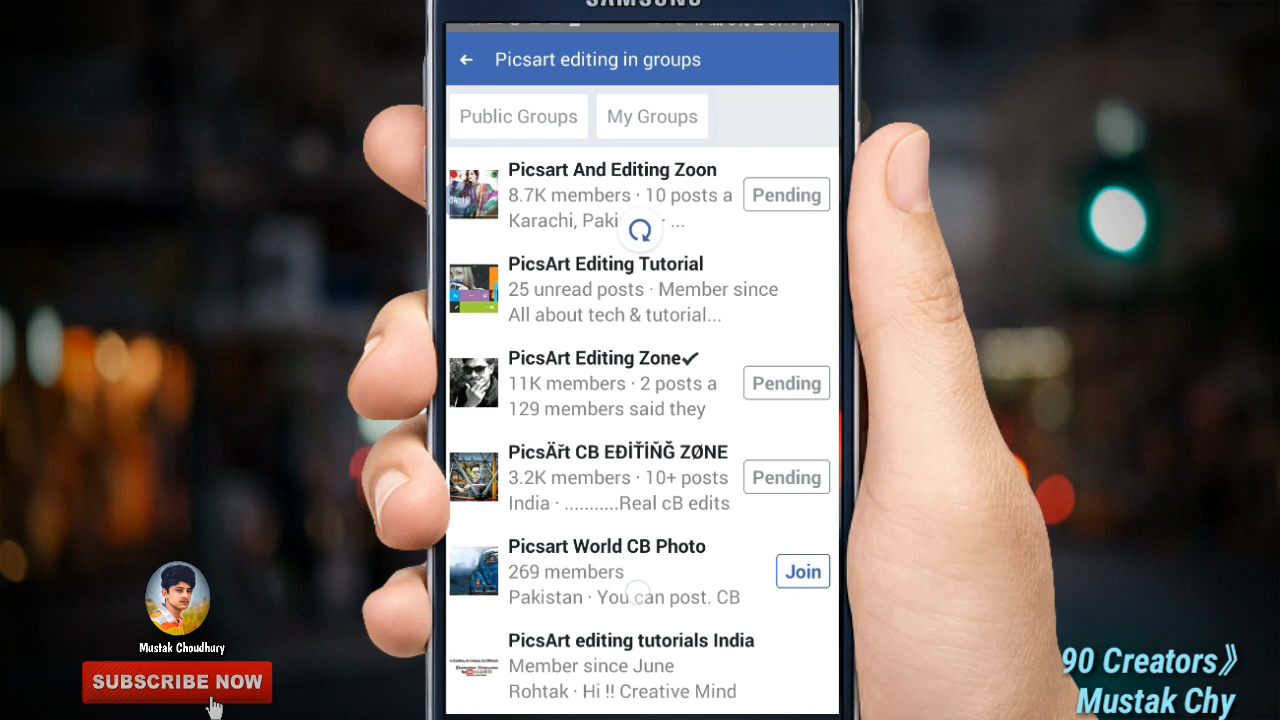 SAMSUNG
Picsart editing in groups
Public Groups
My Groups
Picsart And Editing Zoon
8.7K members · 10 posts a
Pending
Karachi, Paki ...
PicsArt Editing Tutorial
25 unread posts · Member since
All about tech & tutorial...
PicsArt Editing Zone✔
11K members · 2 posts a
Pending
129 members said they
PicsÄřt CB EĐİŤİŇĞ ZØNE
3.2K members · 10+ posts
Pending
India · ...........Real cB edits
Picsart World CB Photo
269 members
Join
Pakistan · You can post. CB
PicsArt editing tutorials India
Member since June
Rohtak · Hi !! Creative Mind
Mustak Choudhury
SUBSCRIBE NOW
90 Creators》
Mustak Chy